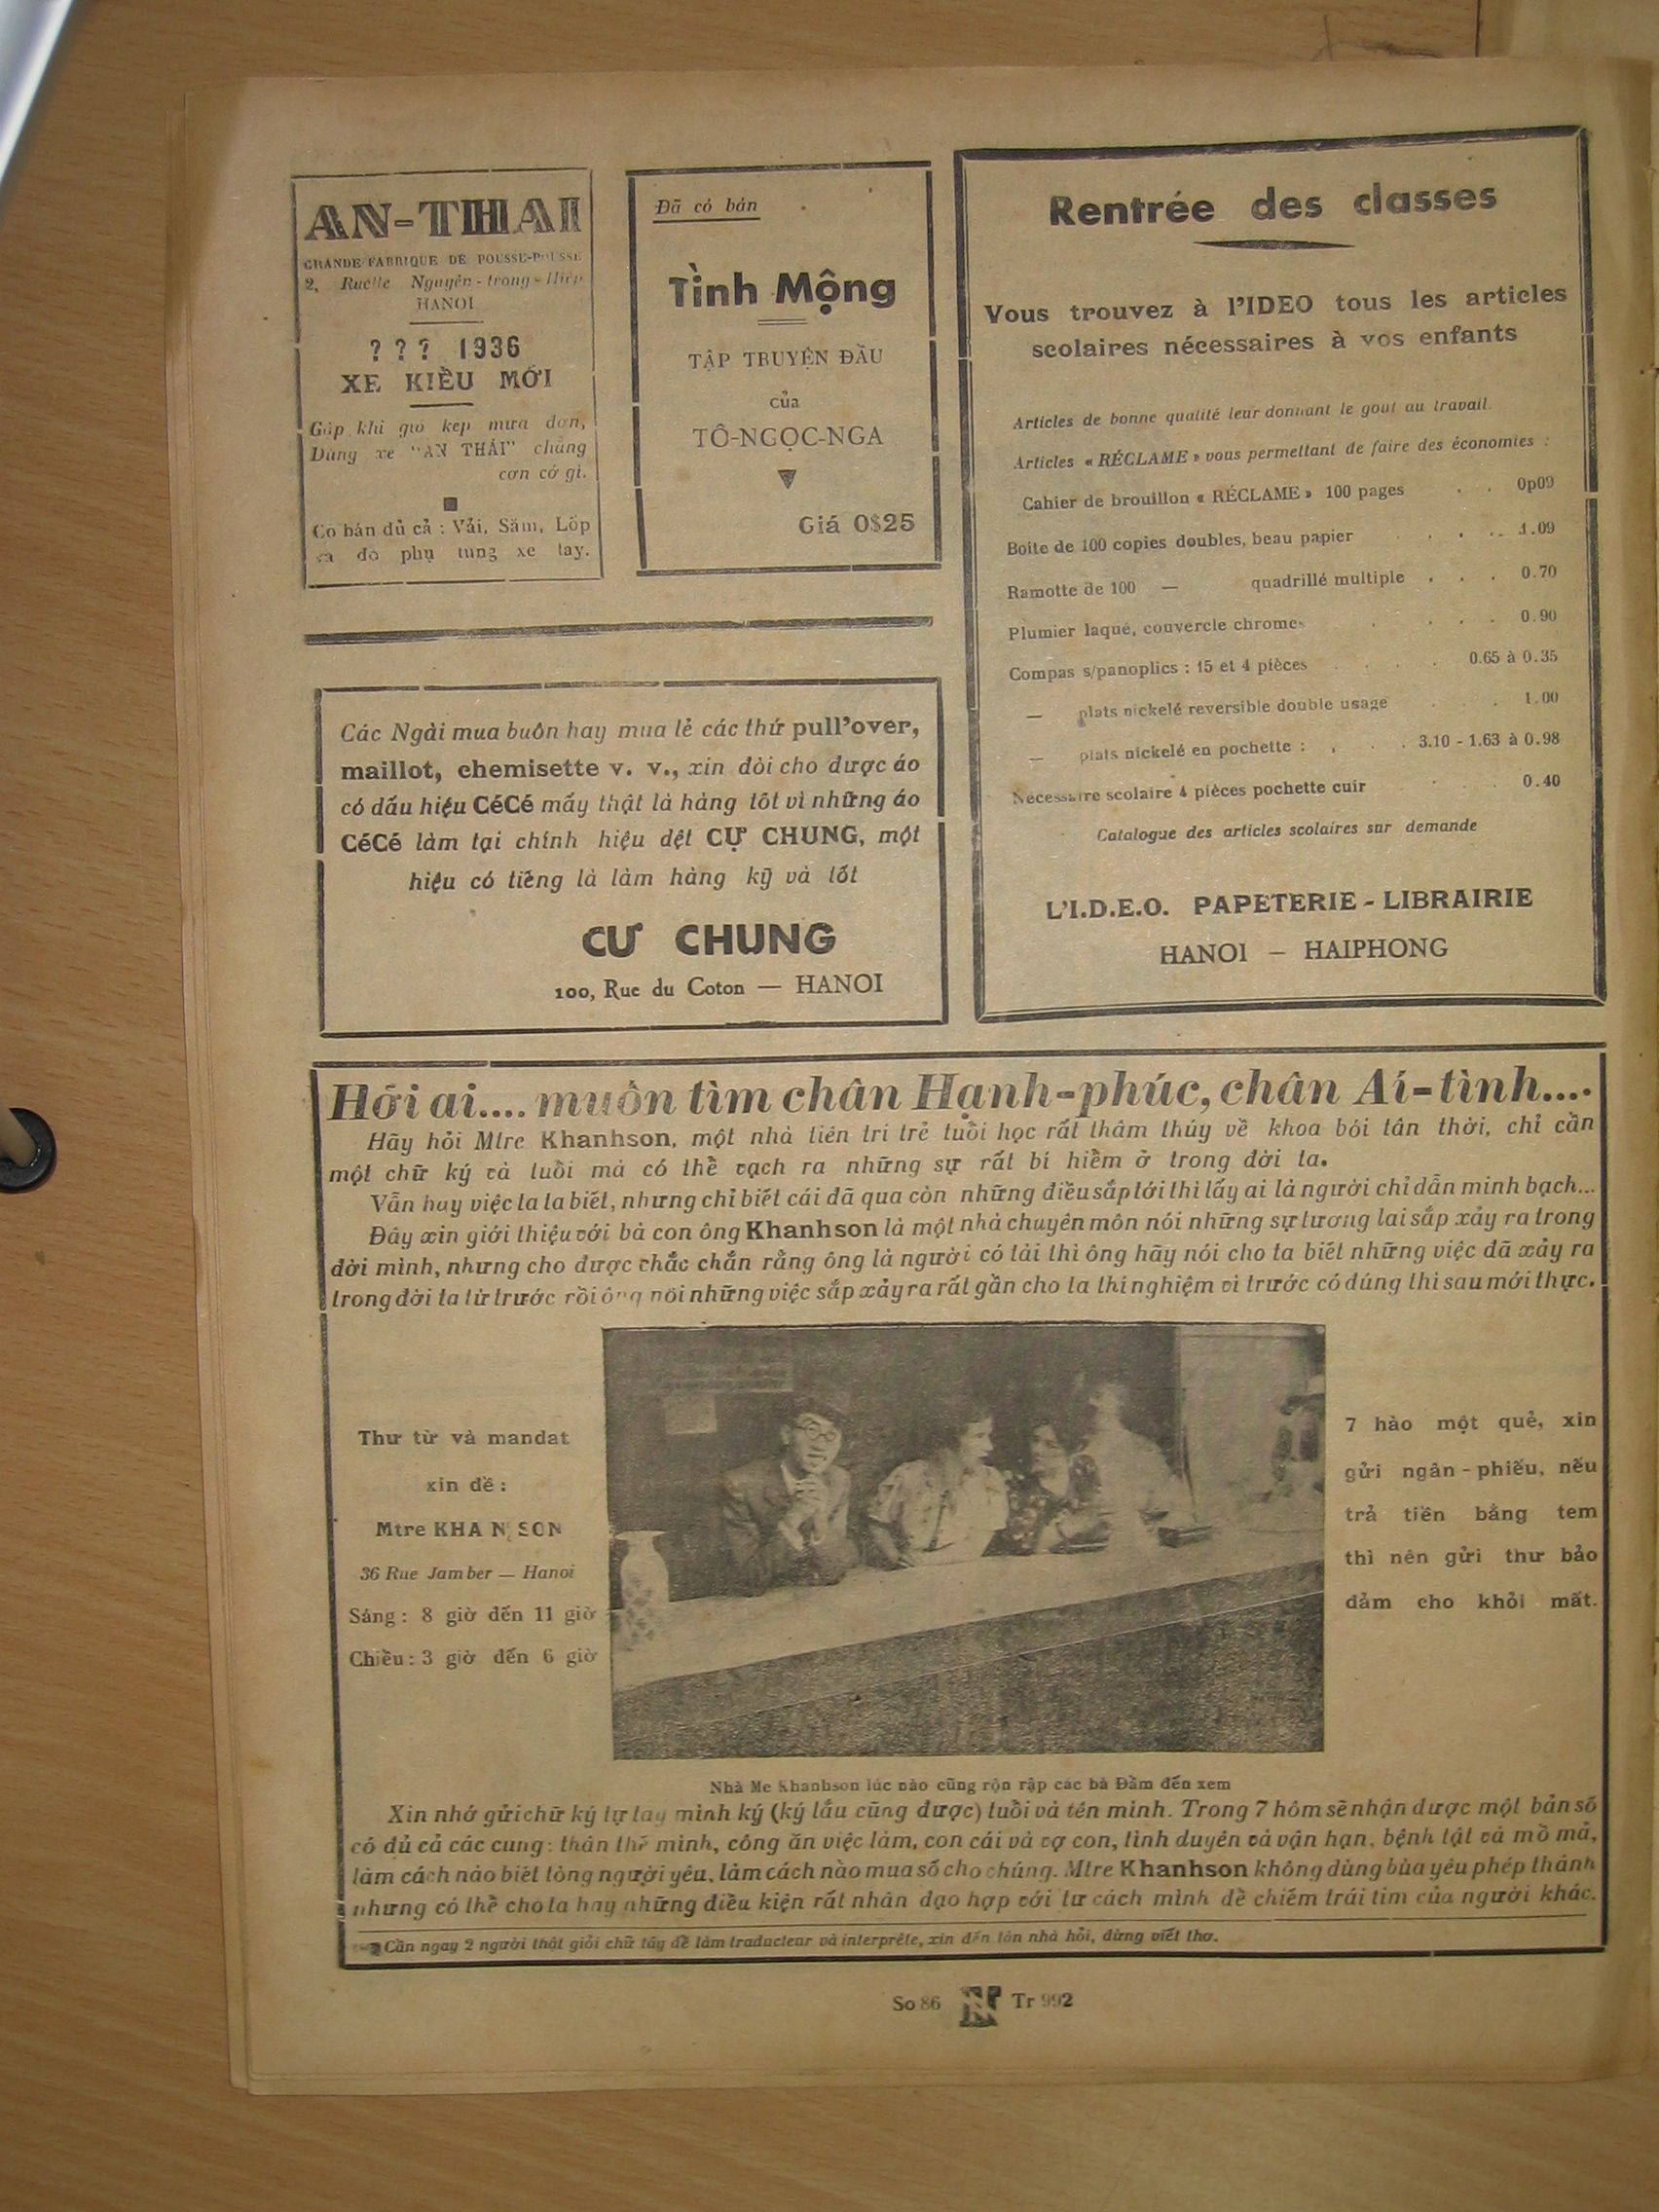 AN-THAI
GRANDE FABRIQUE DE POUSSE-POUSSE
2, Ruelle Nguyên-trong-Hiệp
HANOI
? ? ? 1936
XE KIỂU MỚI
Gặp khi gió kép mưa đơn,
Dùng xe "AN THÁI" chẳng
cơn cớ gì.
Có bán đủ cả : Vải, Săm, Lốp
và đồ phụ tùng xe tay.
Đã có bán
Tình Mộng
TẬP TRUYỆN ĐẦU
của
TÔ-NGỌC-NGA
Giá 0$25
Các Ngài mua buôn hay mua lẻ các thứ pull'over,
maillot, chemisette v. v., xin đòi cho được áo
có dấu hiệu CéCé mấy thật là hàng tốt vì những áo
CéCé làm tại chính hiệu dệt CỰ CHUNG, một
hiệu có tiếng là làm hàng kỹ và tốt
CƯ CHUNG
100, Rue du Coton — HANOI
Rentrée des classes
Vous trouvez à l'IDEO tous les articles
scolaires nécessaires à vos enfants
Articles de bonne qualité leur donnant le gout au travail.
Articles « RÉCLAME » vous permettant de faire des économies :
Cahier de brouillon « RÉCLAME » 100 pages . . 0p09
Boite de 100 copies doubles, beau papier . . . .. 1.09
Ramotte de 100 — quadrillé multiple . . . 0.70
Plumier laqué, couvercle chromes . . . . 0.90
Compas s/panoplics : 15 et 4 pièces . . . . 0.65 à 0.35
— plats nickelé reversible double usage . . . 1.00
— plats nickelé en pochette : , . . 3.10 - 1.63 à 0.98
Necessaire scolaire 4 pièces pochette cuir . . . 0.40
Catalogue des articles scolaires sur demande
L'I.D.E.O. PAPETERIE - LIBRAIRIE
HANOI — HAIPHONG
Hỡi ai.... muôn tìm chân Hạnh-phúc, chân Ái-tình....
Hãy hỏi Mtre Khanhson, một nhà tiên tri trẻ tuổi học rất thâm thúy về khoa bói tân thời, chỉ cần
một chữ ký và tuổi mà có thể vạch ra những sự rất bí hiểm ở trong đời ta.
Vẫn hay việc ta ta biết, nhưng chỉ biết cái đã qua còn những điều sắp tới thì lấy ai là người chỉ dẫn minh bạch...
Đây xin giới thiệu với bà con ông Khanhson là một nhà chuyên môn nói những sự tương lai sắp xảy ra trong
đời mình, nhưng cho được chắc chắn rằng ông là người có tài thì ông hãy nói cho ta biết những việc đã xảy ra
trong đời ta từ trước rồi ông nói những việc sắp xảy ra rất gần cho ta thí nghiệm vì trước có đúng thì sau mới thực.
Thư từ và mandat
xin đề :
Mtre KHANSON
36 Rue Jamber — Hanoi
Sáng : 8 giờ đến 11 giờ
Chiều : 3 giờ đến 6 giờ
7 hào một quẻ, xin
gửi ngân-phiếu, nếu
trả tiền bằng tem
thì nên gửi thư bảo
đảm cho khỏi mất.
Nhà Me Khanhson lúc nào cũng rộn rập các bà Đầm đến xem
Xin nhớ gửi chữ ký tự tay mình ký (ký lấu cũng được) tuổi và tên mình. Trong 7 hôm sẽ nhận được một bản số
có đủ cả các cung : thân thế mình, công ăn việc làm, con cái và vợ con, tình duyên và vận hạn, bệnh tật và mồ mả,
làm cách nào biết lòng người yêu, làm cách nào mua số cho chúng. Mtre Khanhson không dùng bùa yêu phép thánh
nhưng có thể cho ta hay những điều kiện rất nhân đạo hợp với tư cách mình để chiếm trái tim của người khác.
Cần ngay 2 người thật giỏi chữ tây để làm traducteur và interprète, xin đến tận nhà hỏi, đừng viết thơ.
So 86 Tr 992